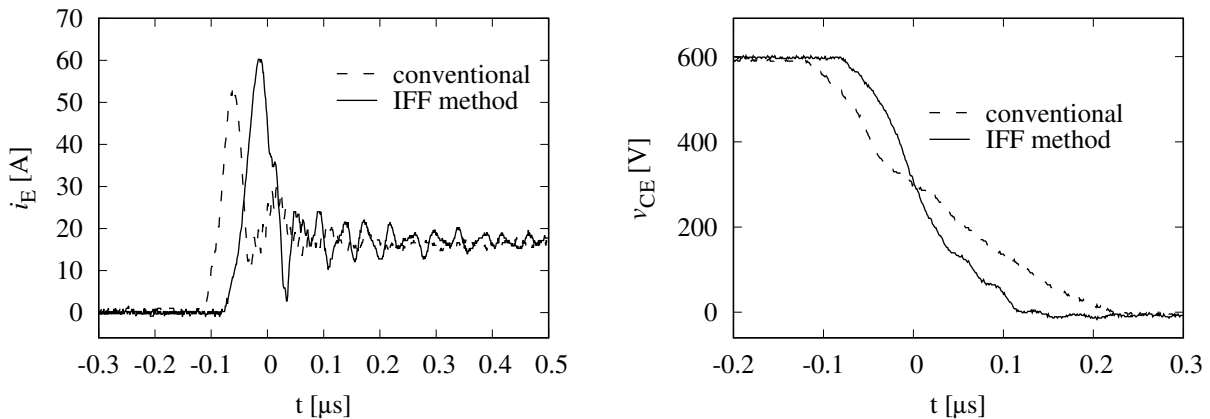 70
60
50
40
30
20
10
0
i_E [A]
conventional
IFF method
-0.3 -0.2 -0.1 0 0.1 0.2 0.3 0.4 0.5
t [μs]
600
400
200
0
v_CE [V]
conventional
IFF method
-0.2 -0.1 0 0.1 0.2 0.3
t [μs]